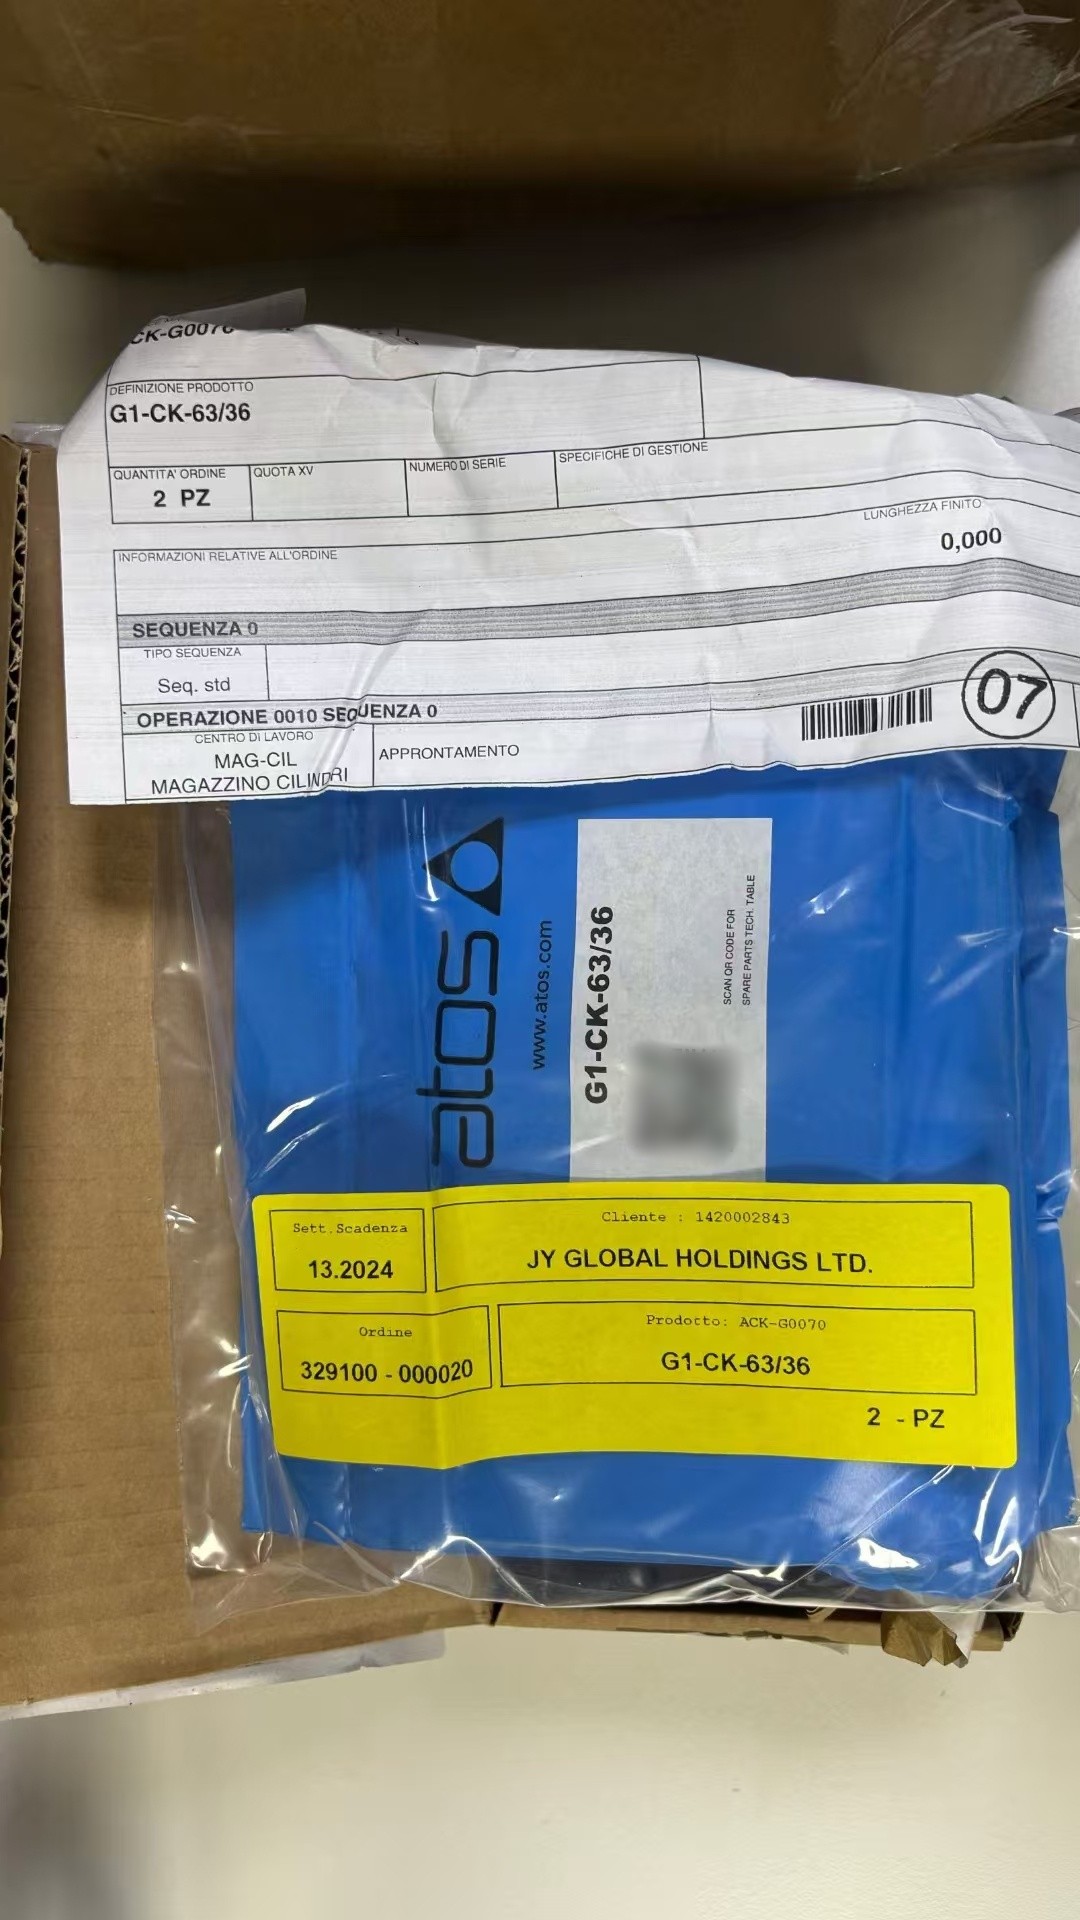 CK-G0070
DEFINIZIONE PRODOTTO
G1-CK-63/36
QUANTITA' ORDINE
2 PZ
QUOTA XV
NUMERO DI SERIE
SPECIFICHE DI GESTIONE
LUNGHEZZA FINITO
0,000
INFORMAZIONI RELATIVE ALL'ORDINE
SEQUENZA 0
TIPO SEQUENZA
Seq. std
OPERAZIONE 0010 SEQUENZA 0
CENTRO DI LAVORO
MAG-CIL
MAGAZZINO CILINDRI
APPRONTAMENTO
07
atos
www.atos.com
G1-CK-63/36
SCAN QR CODE FOR
SPARE PARTS TECH. TABLE
Sett.Scadenza
13.2024
Cliente : 1420002843
JY GLOBAL HOLDINGS LTD.
Ordine
329100 - 000020
Prodotto: ACK-G0070
G1-CK-63/36
2 - PZ